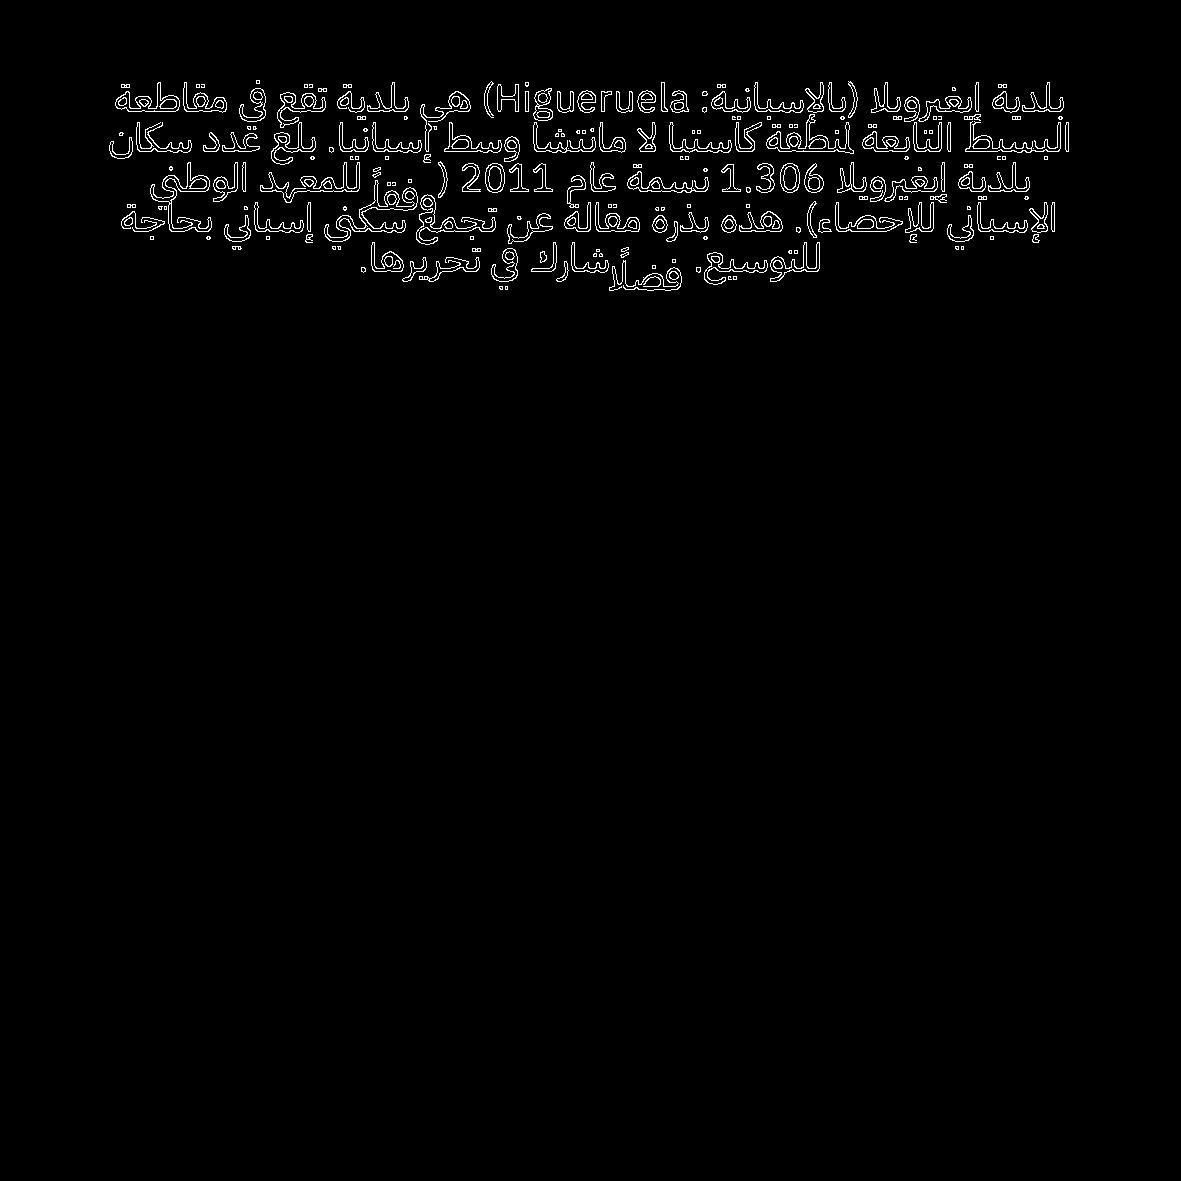 بلدية إيغيرويلا (بالإسبانية: Higueruela) هي بلدية تقع في مقاطعة
البسيط التابعة لمنطقة كاستيا لا مانتشا وسط إسبانيا. بلغ عدد سكان
بلدية إيغيرويلا 1.306 نسمة عام 2011 (وفقاً للمعهد الوطني
الإسباني للإحصاء). هذه بذرة مقالة عن تجمع سكني إسباني بحاجة
للتوسيع. فضلًا شارك في تحريرها.